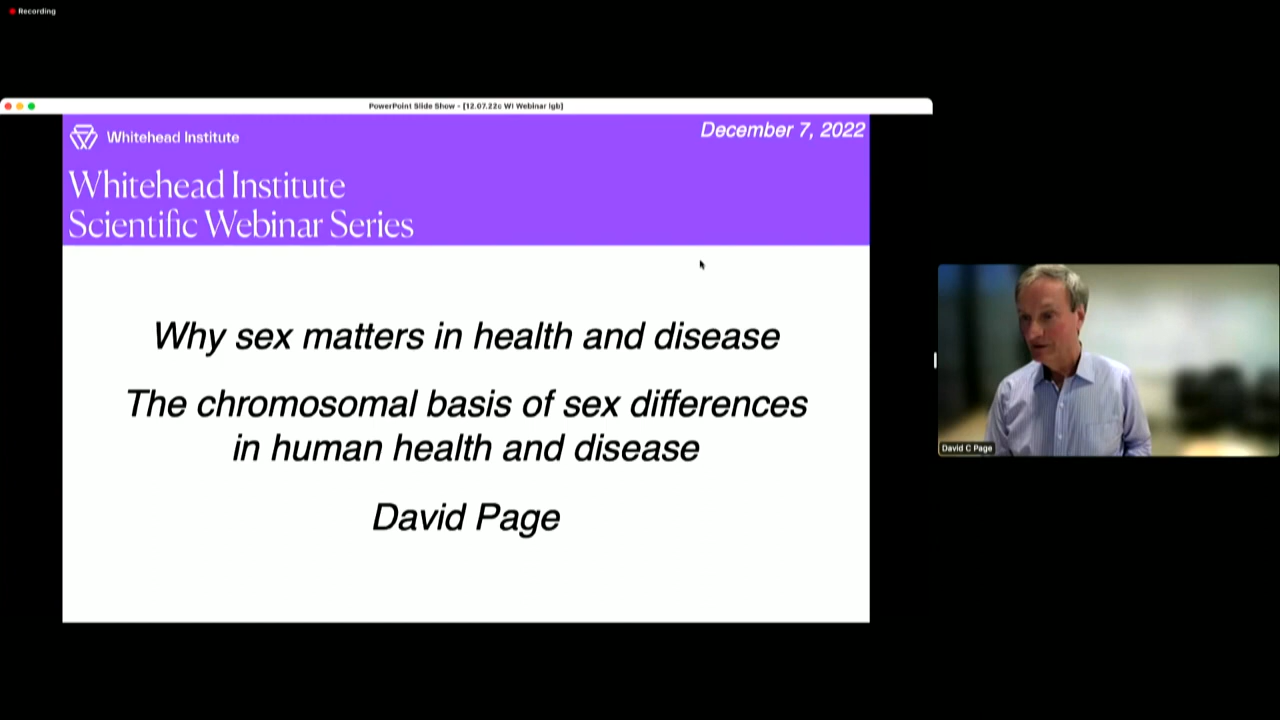 Recording
PowerPoint Slide Show - [12.07.22c WI Webinar lgb]
Whitehead Institute
December 7, 2022
Whitehead Institute
Scientific Webinar Series
Why sex matters in health and disease
The chromosomal basis of sex differences
in human health and disease
David Page
David C Page